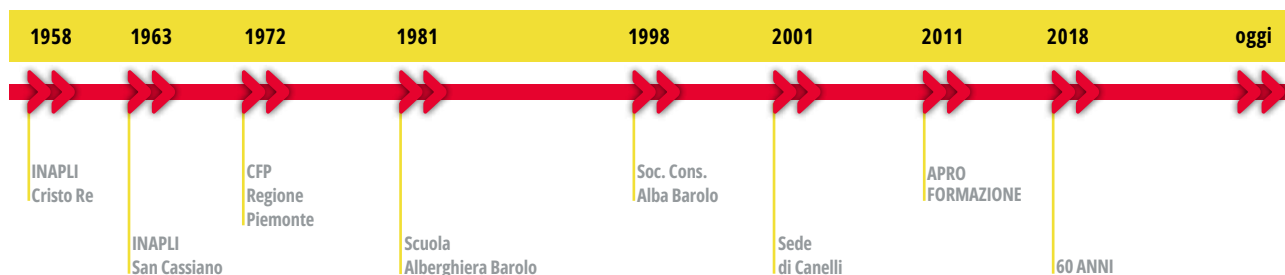 1958 1963 1972 1981 1998 2001 2011 2018 oggi
INAPLI
Cristo Re
INAPLI
San Cassiano
CFP
Regione
Piemonte
Scuola
Alberghiera Barolo
Soc. Cons.
Alba Barolo
Sede
di Canelli
APRO
FORMAZIONE
60 ANNI